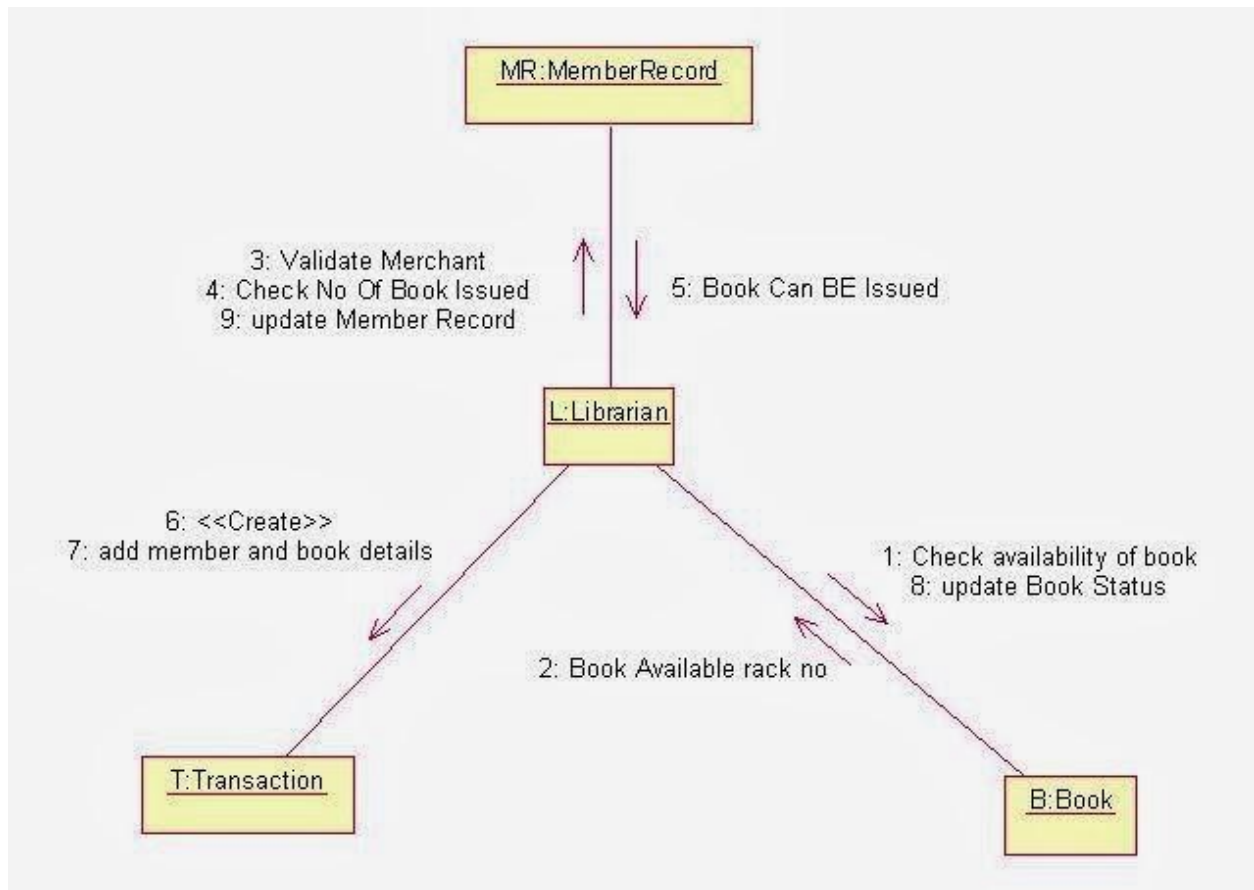 MR:MemberRecord
3: Validate Merchant
4: Check No Of Book Issued
9: update Member Record
5: Book Can BE Issued
L:Librarian
6: <<Create>>
7: add member and book details
1: Check availability of book
8: update Book Status
2: Book Available rack no
T:Transaction
B:Book